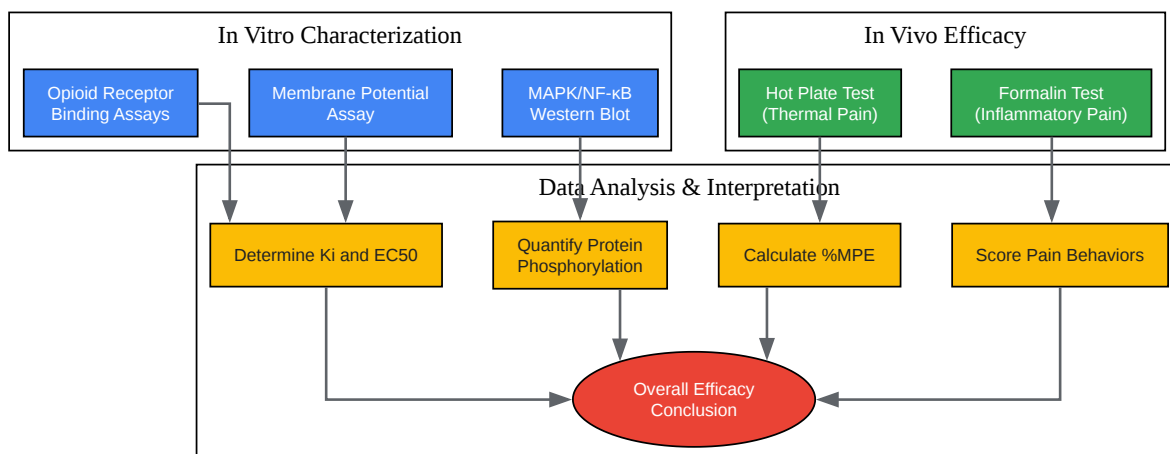 In Vitro Characterization
In Vivo Efficacy
Opioid Receptor
Binding Assays
Membrane Potential
Assay
MAPK/NF-κB
Western Blot
Hot Plate Test
(Thermal Pain)
Formalin Test
(Inflammatory Pain)
Data Analysis & Interpretation
Determine Ki and EC50
Quantify Protein
Phosphorylation
Calculate %MPE
Score Pain Behaviors
Overall Efficacy
Conclusion